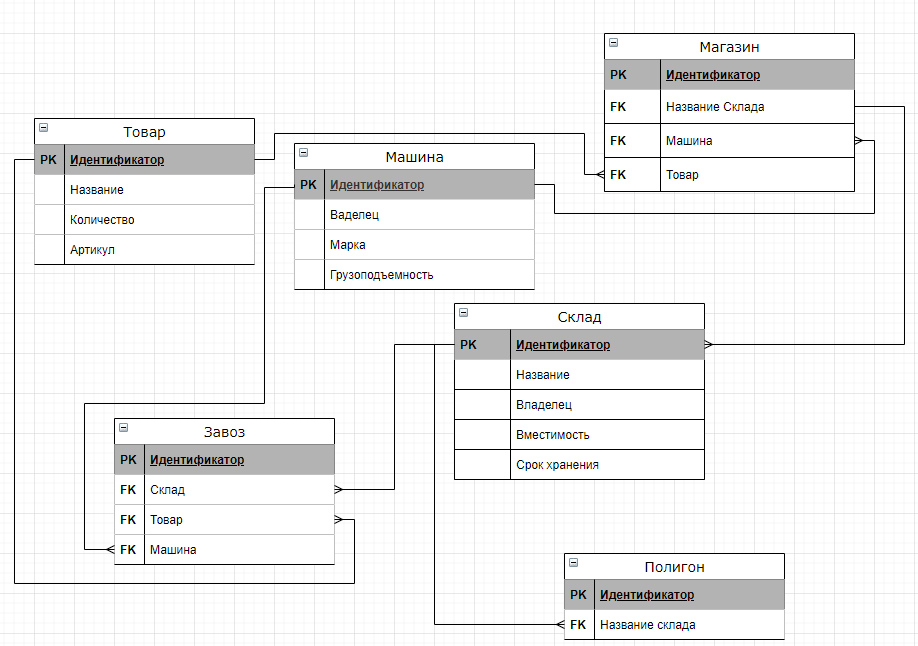 Магазин
PK Идентификатор
FK Название Склада
FK Машина
FK Товар
Товар
PK Идентификатор
Название
Количество
Артикул
Машина
PK Идентификатор
Ваделец
Марка
Грузоподъемность
Склад
PK Идентификатор
Название
Владелец
Вместимость
Срок хранения
Завоз
PK Идентификатор
FK Склад
FK Товар
FK Машина
Полигон
PK Идентификатор
FK Название склада